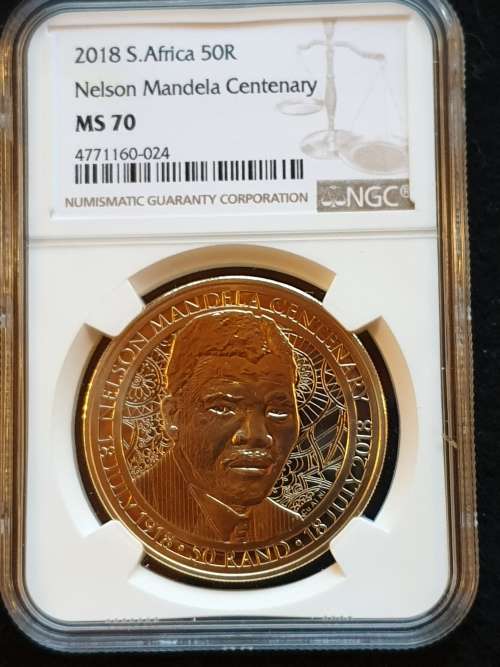 2018 S.Africa 50R
Nelson Mandela Centenary
MS 70
4771160-024
NUMISMATIC GUARANTY CORPORATION
NGC®
NELSON MANDELA CENTENARY
18 JULY 1918 • 50 RAND • 18 JULY 2018